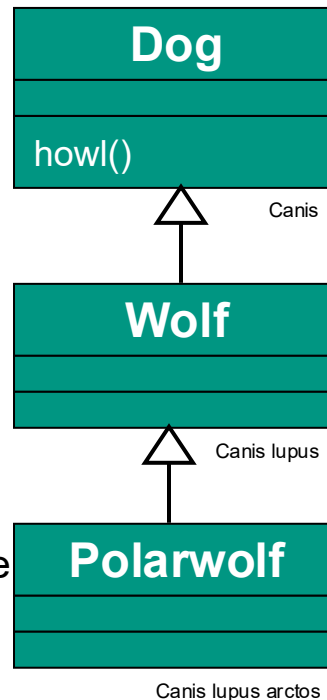 Dog
howl()
Canis
Wolf
Canis lupus
e Polarwolf
Canis lupus arctos